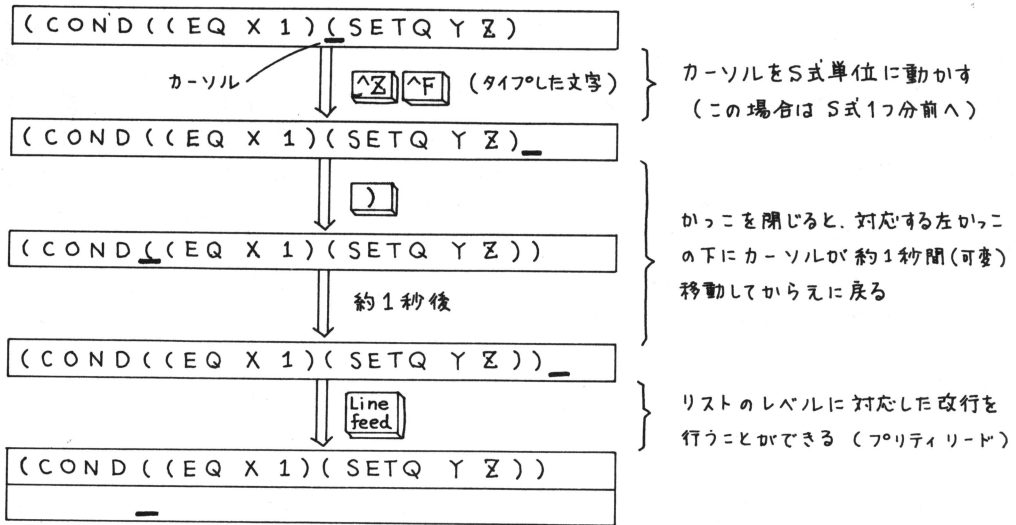 (COND((EQ X 1)(SETQ Y Z)
カーソル
^Z ^F (タイプした文字)
カーソルをS式単位に動かす
(この場合は S式1つ分前へ)
(COND((EQ X 1)(SETQ Y Z)_
)
かっこを閉じると、対応する左かっこ
の下にカーソルが約1秒間(可変)
移動してからえに戻る
(COND((EQ X 1)(SETQ Y Z))
約1秒後
(COND((EQ X 1)(SETQ Y Z))_
Line
feed
リストのレベルに対応した改行を
行うことができる (プリティリード)
(COND((EQ X 1)(SETQ Y Z))
_